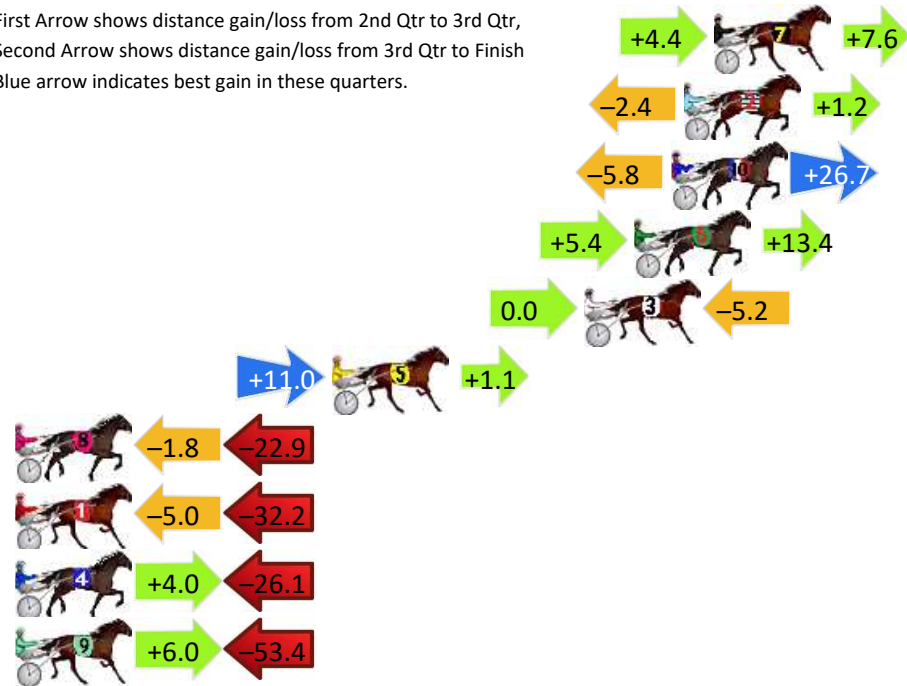 First Arrow shows distance gain/loss from 2nd Qtr to 3rd Qtr,
Second Arrow shows distance gain/loss from 3rd Qtr to Finish
Blue arrow indicates best gain in these quarters.
+4.4 7 +7.6
–2.4 2 +1.2
–5.8 10 +26.7
+5.4 6 +13.4
0.0 3 –5.2
+11.0 5 +1.1
8 –1.8 –22.9
1 –5.0 –32.2
4 +4.0 –26.1
9 +6.0 –53.4